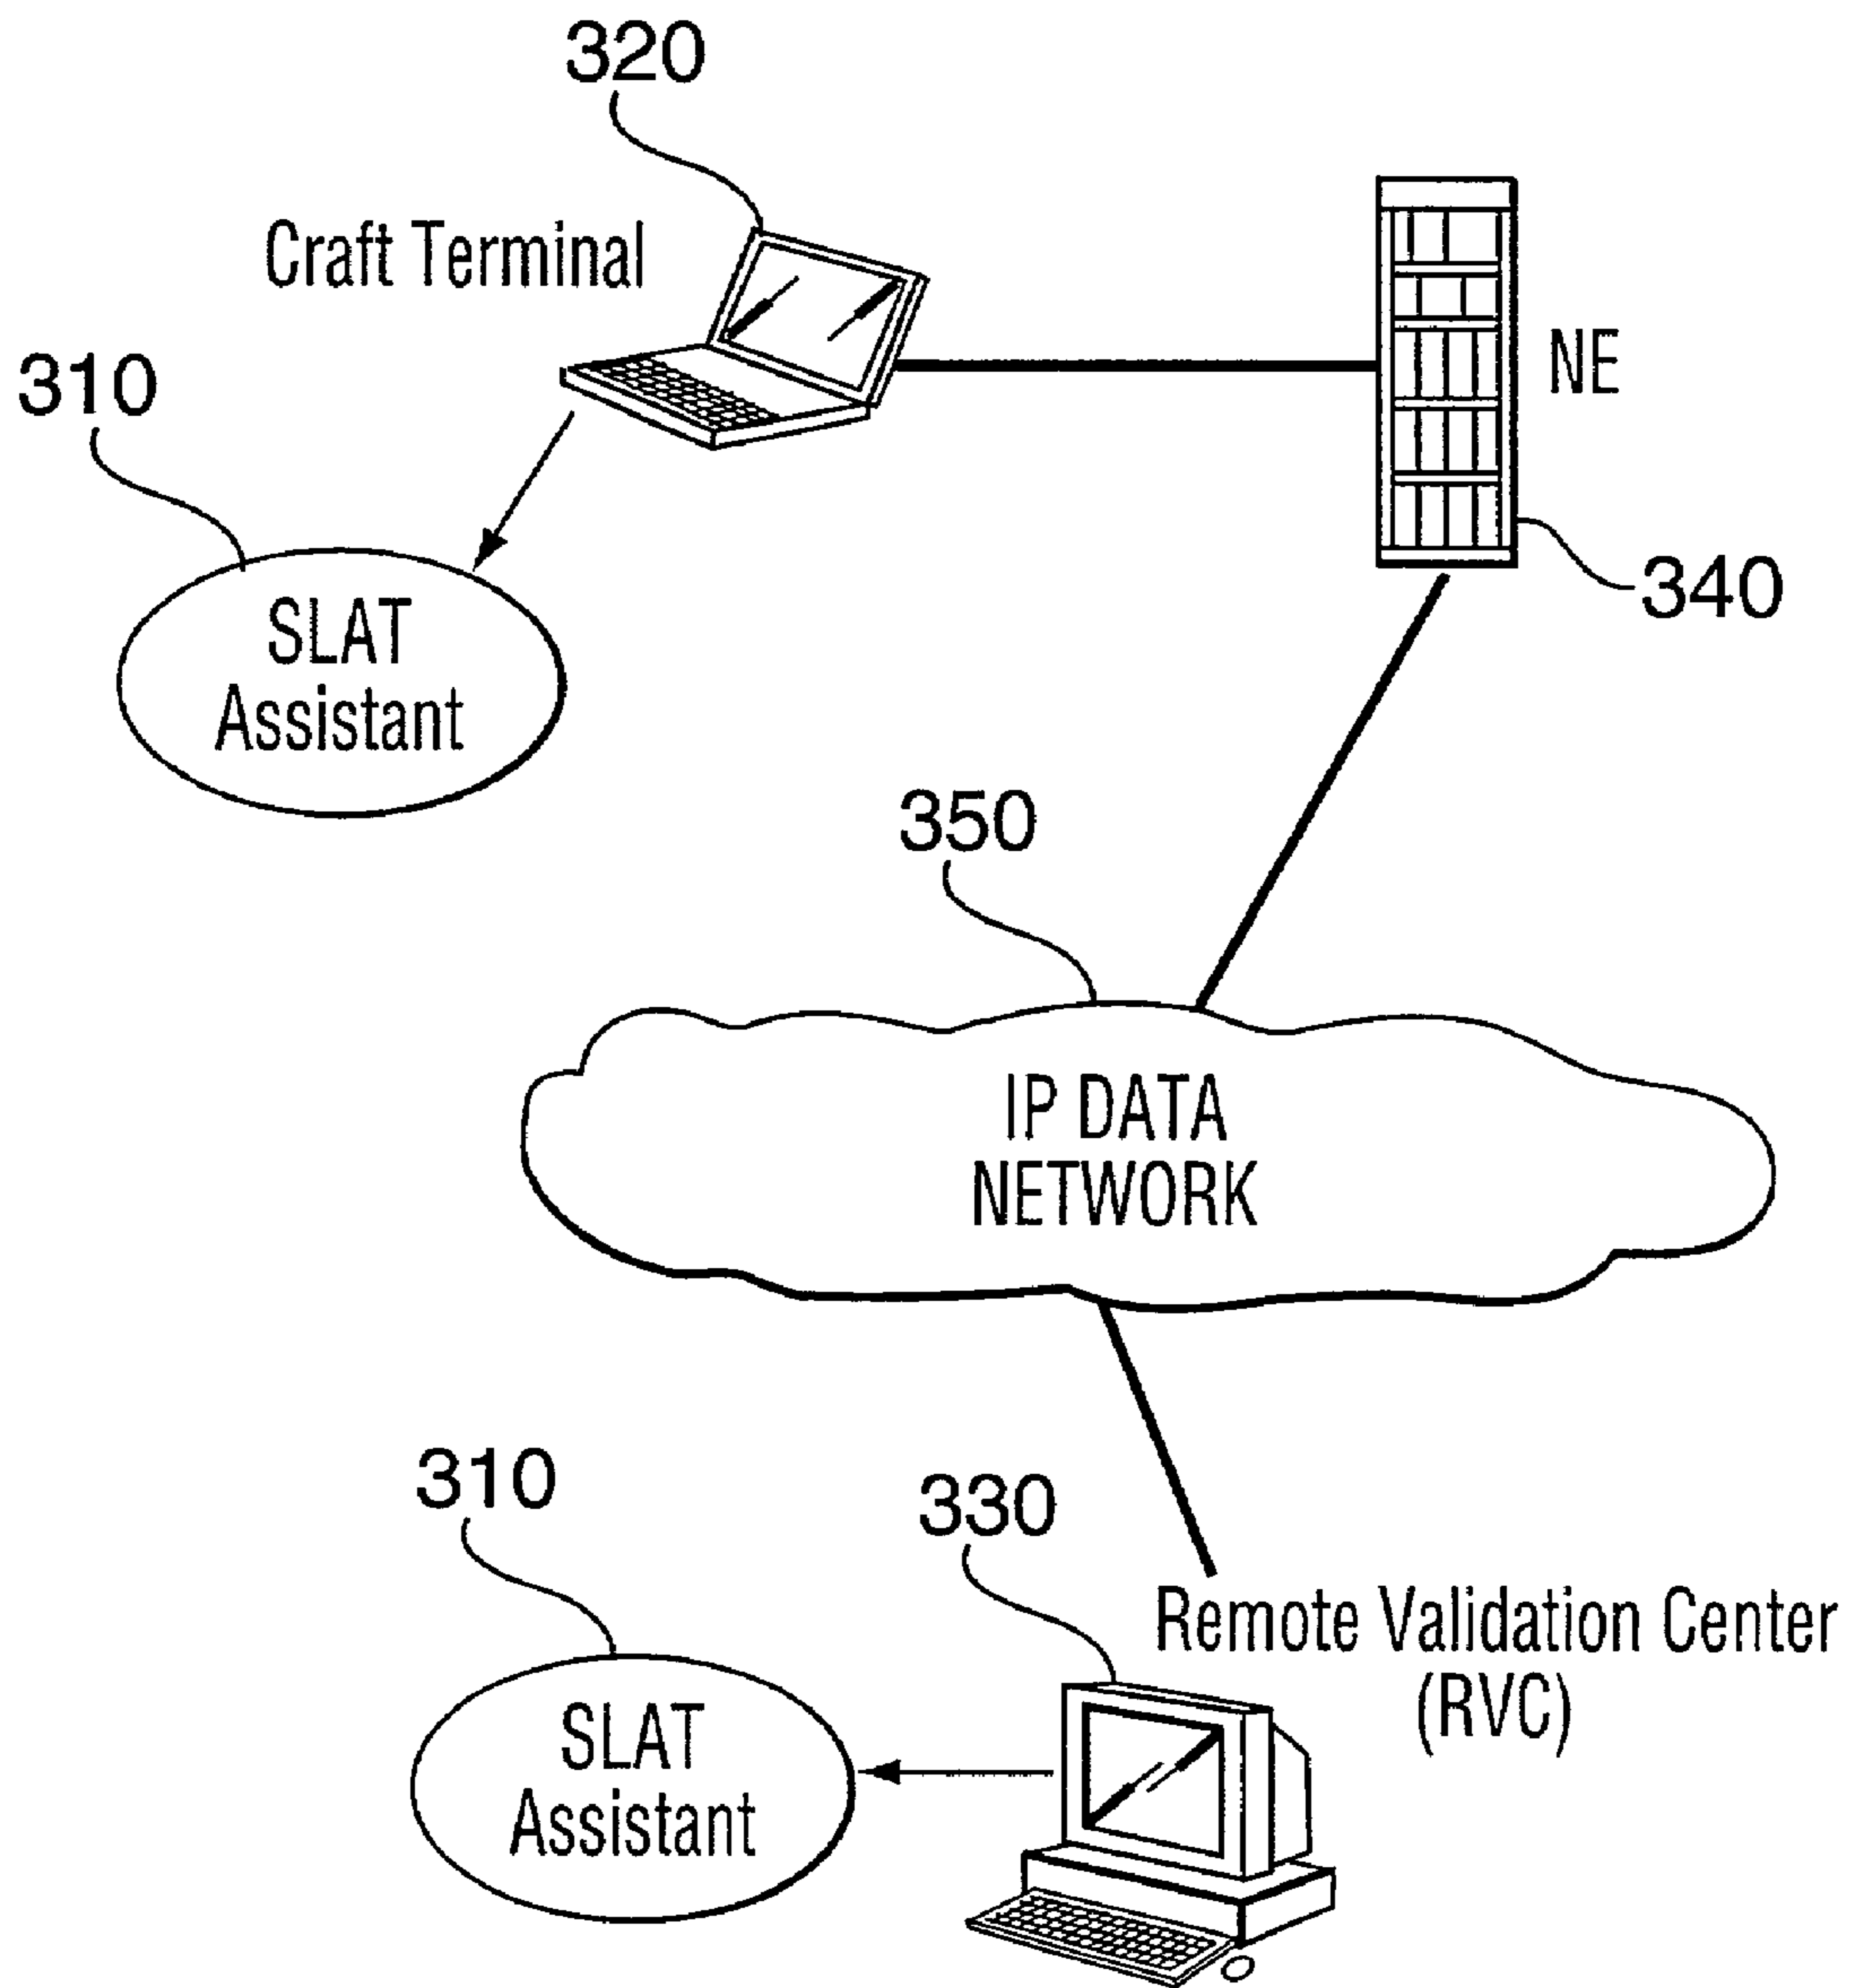 320
Craft Terminal
310
NE
340
SLAT
Assistant
350
IP DATA
NETWORK
310
330
Remote Validation Center
(RVC)
SLAT
Assistant